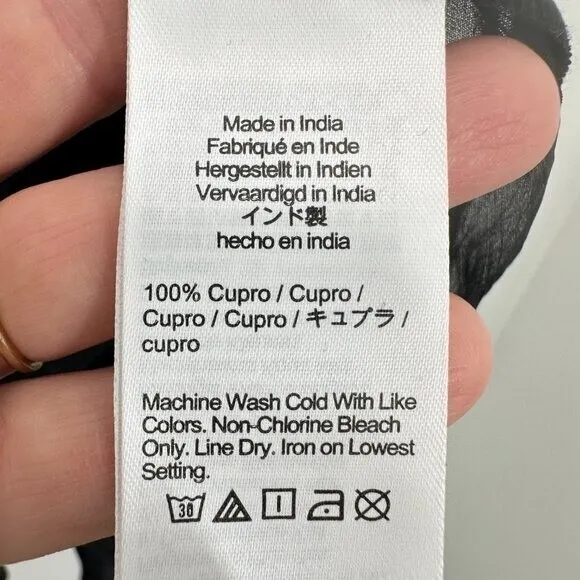 Made in India
Fabriqué en Inde
Hergestellt in Indien
Vervaardigd in India
インド製
hecho en india
100% Cupro / Cupro /
Cupro / Cupro / キュプラ /
cupro
Machine Wash Cold With Like
Colors. Non-Chlorine Bleach
Only. Line Dry. Iron on Lowest
Setting.
30